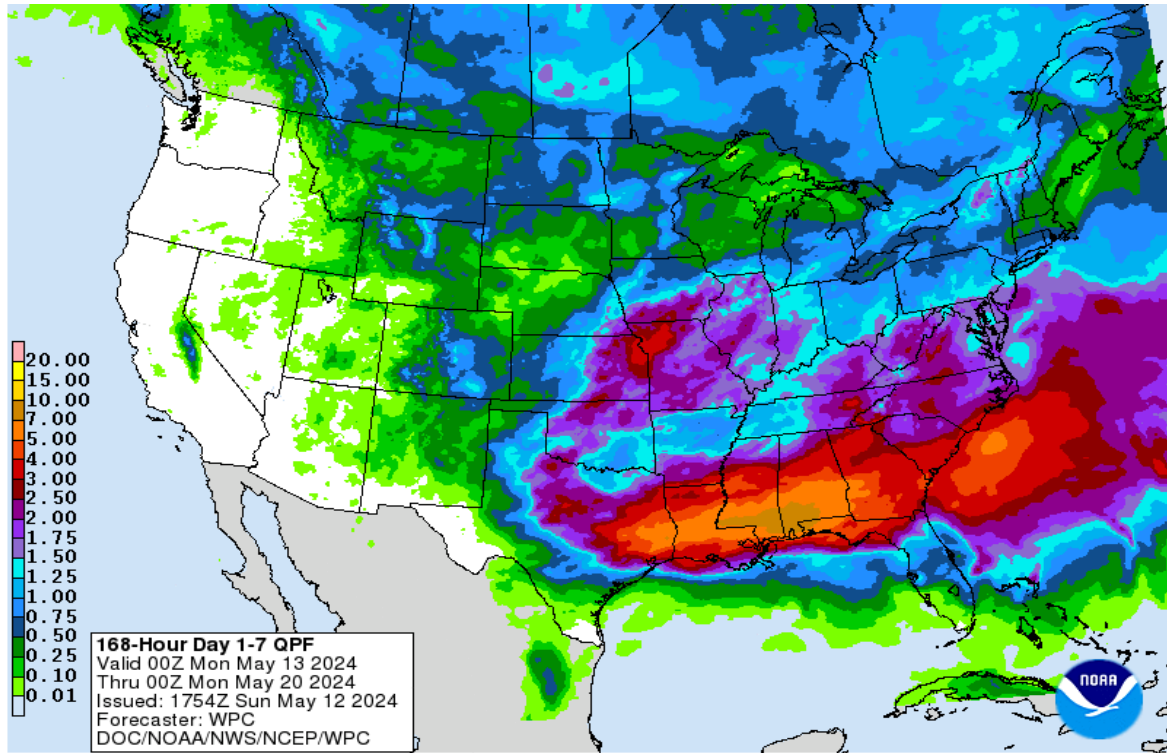 20.00
15.00
10.00
7.00
5.00
4.00
3.00
2.50
2.00
1.75
1.50
1.25
1.00
0.75
0.50
0.25
0.10
0.01
168-Hour Day 1-7 QPF
Valid 00Z Mon May 13 2024
Thru 00Z Mon May 20 2024
Issued: 1754Z Sun May 12 2024
Forecaster: WPC
DOC/NOAA/NWS/NCEP/WPC
NOAA